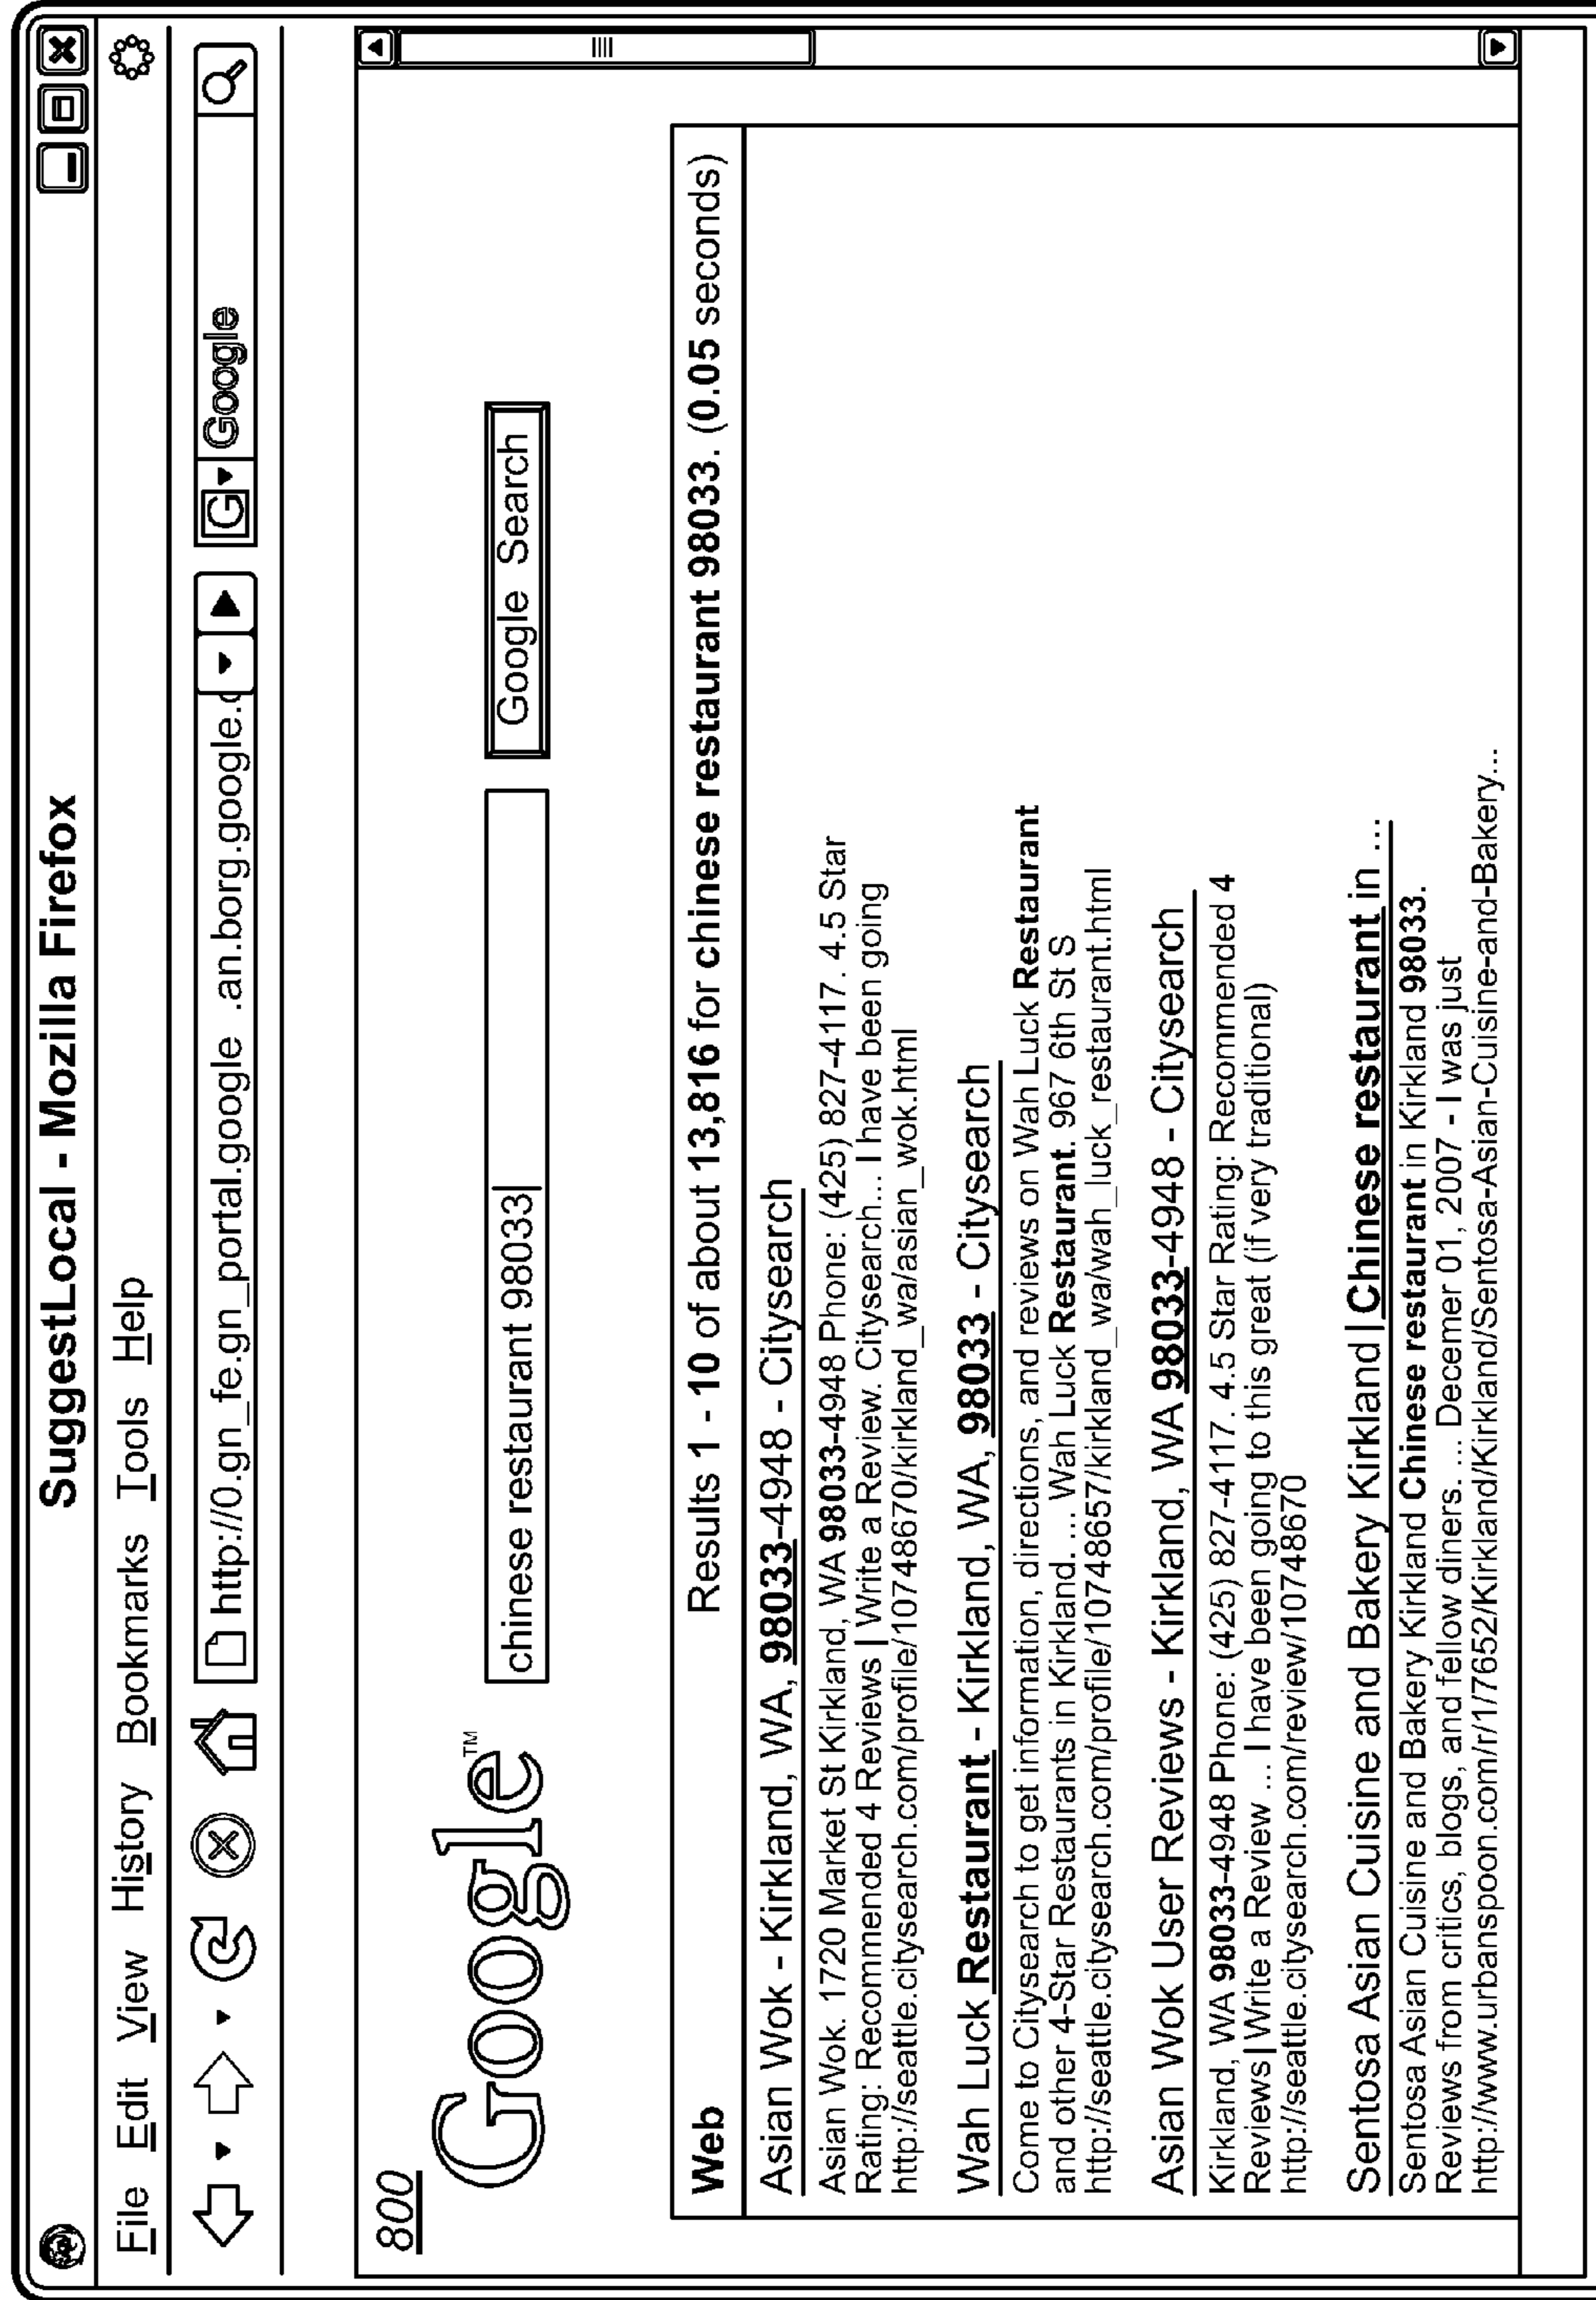 SuggestLocal - Mozilla Firefox
File Edit View History Bookmarks Tools Help
http://0.gn_fe.gn_portal.google .an.borg.google.c
G Google
800
Google™
chinese restaurant 98033
Google Search
Web
Results 1 - 10 of about 13,816 for chinese restaurant 98033. (0.05 seconds)
Asian Wok - Kirkland, WA, 98033-4948 - Citysearch
Asian Wok. 1720 Market St Kirkland, WA 98033-4948 Phone: (425) 827-4117. 4.5 Star
Rating: Recommended 4 Reviews | Write a Review. Citysearch... I have been going
http://seattle.citysearch.com/profile/10748670/kirkland_wa/asian_wok.html
Wah Luck Restaurant - Kirkland, WA, 98033 - Citysearch
Come to Citysearch to get information, directions, and reviews on Wah Luck Restaurant
and other 4-Star Restaurants in Kirkland. ... Wah Luck Restaurant. 967 6th St S
http://seattle.citysearch.com/profile/10748657/kirkland_wa/wah_luck_restaurant.html
Asian Wok User Reviews - Kirkland, WA 98033-4948 - Citysearch
Kirkland, WA 98033-4948 Phone: (425) 827-4117. 4.5 Star Rating: Recommended 4
Reviews | Write a Review ... I have been going to this great (if very traditional)
http://seattle.citysearch.com/review/10748670
Sentosa Asian Cuisine and Bakery Kirkland | Chinese restaurant in ...
Sentosa Asian Cuisine and Bakery Kirkland Chinese restaurant in Kirkland 98033.
Reviews from critics, blogs, and fellow diners. ... Decemer 01, 2007 - I was just
http://www.urbanspoon.com/r/1/7652/Kirkland/Kirkland/Sentosa-Asian-Cuisine-and-Bakery...